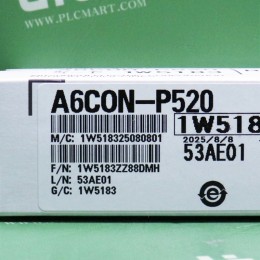 www.plcmart.com
A6CON-P520
1W518
M/C: 1W518325080801
2025/8/8
53AE01
F/N: 1W5183ZZ88DMH
L/N: 53AE01
G/C: 1W5183